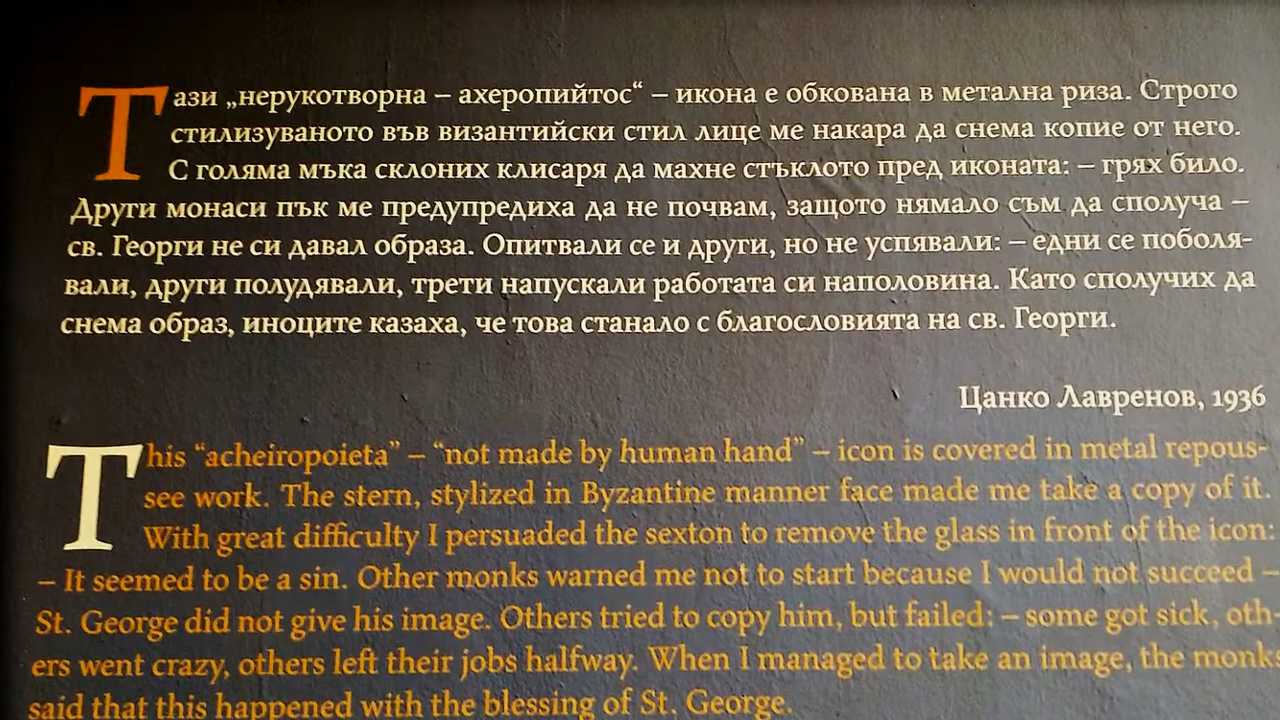 Тази „нерукотворна – ахеропийтос“ – икона е обкована в метална риза. Строго
стилизуваното във византийски стил лице ме накара да снема копие от него.
С голяма мъка склоних клисаря да махне стъклото пред иконата: – грях било.
Други монаси пък ме предупредиха да не почвам, защото нямало съм да сполуча –
св. Георги не си давал образа. Опитвали се и други, но не успявали: – едни се поболя-
вали, други полудявали, трети напускали работата си наполовина. Като сполучих да
снема образ, иноците казаха, че това станало с благословията на св. Георги.
Цанко Лавренов, 1936
This “acheiropoieta” – “not made by human hand” – icon is covered in metal repous-
see work. The stern, stylized in Byzantine manner face made me take a copy of it.
With great difficulty I persuaded the sexton to remove the glass in front of the icon:
– It seemed to be a sin. Other monks warned me not to start because I would not succeed –
St. George did not give his image. Others tried to copy him, but failed: – some got sick, oth-
ers went crazy, others left their jobs halfway. When I managed to take an image, the monks
said that this happened with the blessing of St. George.